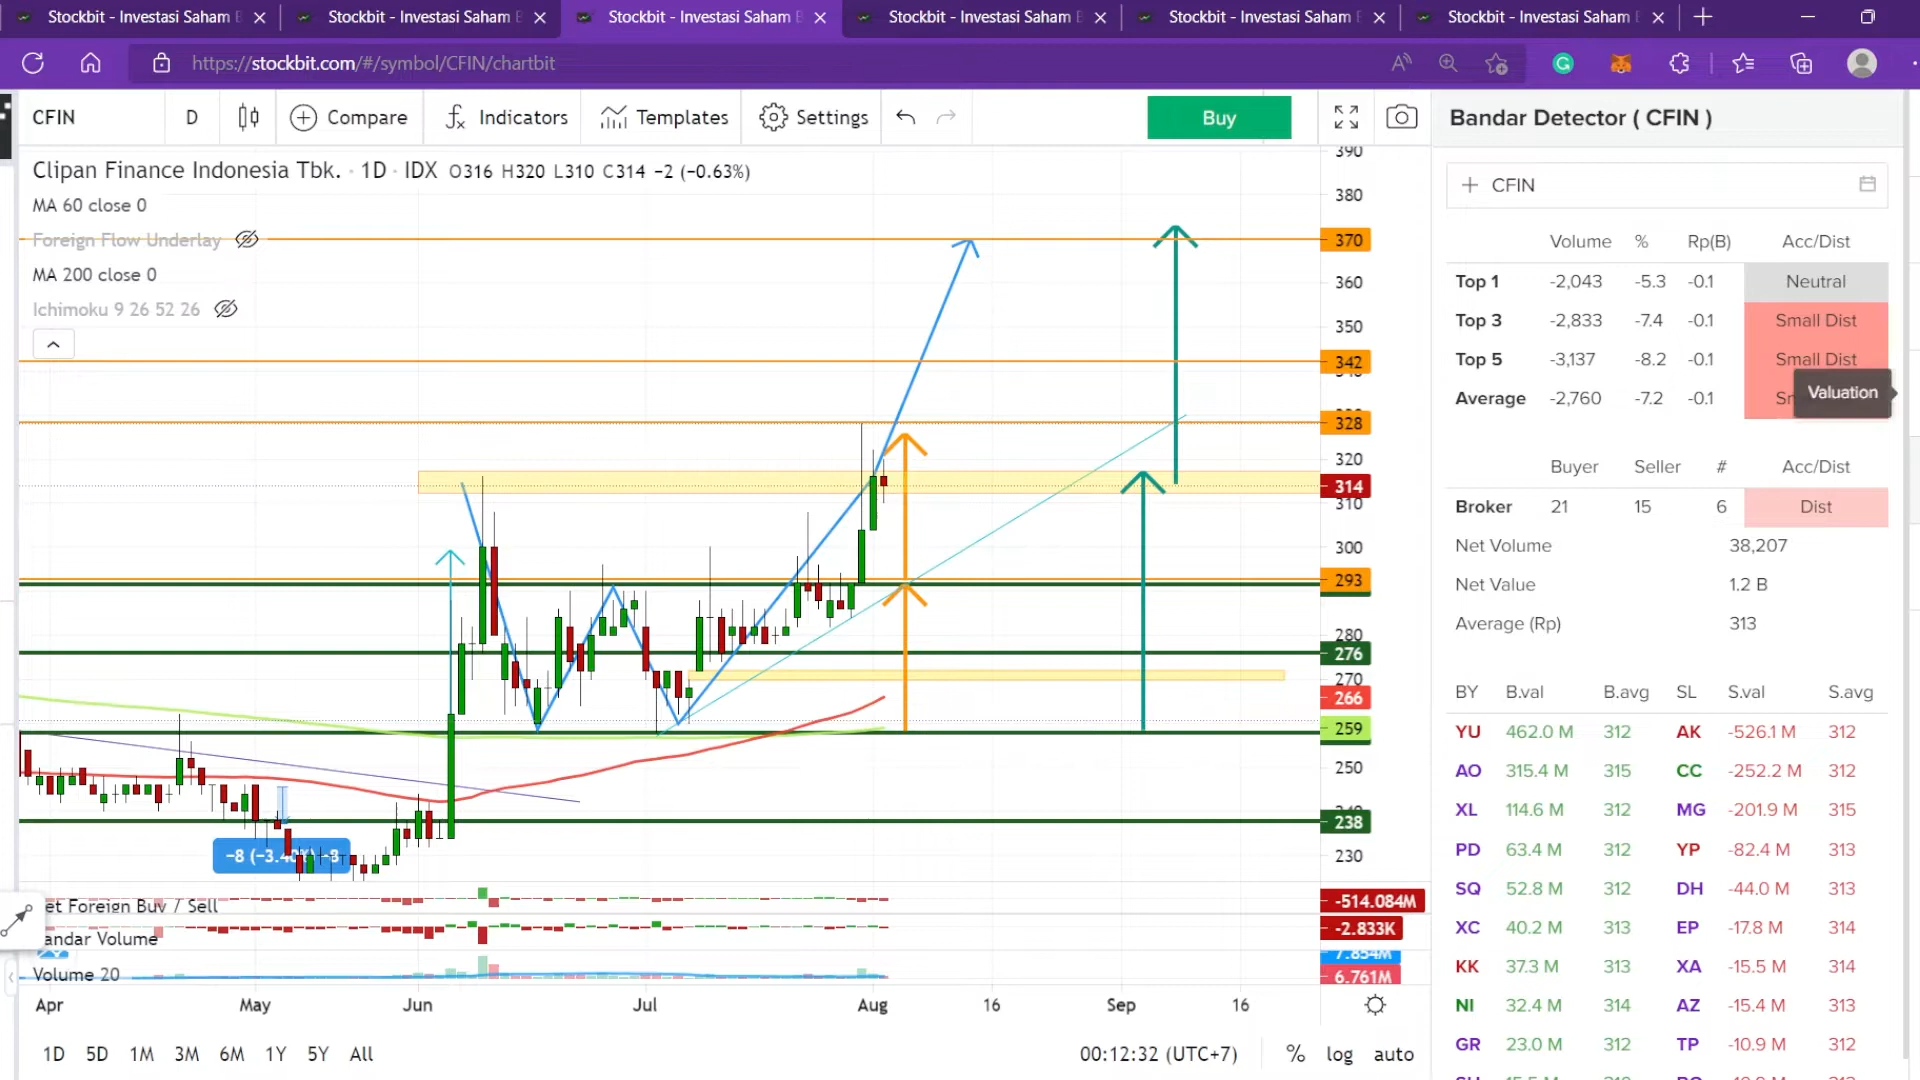 Stockbit - Investasi Saham B
Stockbit - Investasi Saham B
Stockbit - Investasi Saham B
Stockbit - Investasi Saham B
Stockbit - Investasi Saham
Stockbit - Investasi Saham
https://stockbit.com/#/symbol/CFIN/chartbit
CFIN D Compare Indicators Templates Settings Buy
Clipan Finance Indonesia Tbk. · 1D · IDX O316 H320 L310 C314 −2 (−0.63%)
MA 60 close 0
Foreign Flow Underlay
MA 200 close 0
Ichimoku 9 26 52 26
390
380
370
360
350
342
328
320
314
310
300
293
280
276
270
266
259
250
238
230
-514.084M
-2.833K
7.854M
6.761M
Foreign Buy / Sell
Volume
Volume 20
Apr May Jun Jul Aug 16 Sep 16
1D 5D 1M 3M 6M 1Y 5Y All
00:12:32 (UTC+7) % log auto
Bandar Detector ( CFIN )
CFIN
Volume % Rp(B) Acc/Dist
Top 1 -2,043 -5.3 -0.1 Neutral
Top 3 -2,833 -7.4 -0.1 Small Dist
Top 5 -3,137 -8.2 -0.1 Small Dist
Average -2,760 -7.2 -0.1
Valuation
Buyer Seller # Acc/Dist
Broker 21 15 6 Dist
Net Volume 38,207
Net Value 1.2 B
Average (Rp) 313
BY B.val B.avg SL S.val S.avg
YU 462.0 M 312 AK -526.1 M 312
AO 315.4 M 315 CC -252.2 M 312
XL 114.6 M 312 MG -201.9 M 315
PD 63.4 M 312 YP -82.4 M 313
SQ 52.8 M 312 DH -44.0 M 313
XC 40.2 M 313 EP -17.8 M 314
KK 37.3 M 313 XA -15.5 M 314
NI 32.4 M 314 AZ -15.4 M 313
GR 23.0 M 312 TP -10.9 M 312